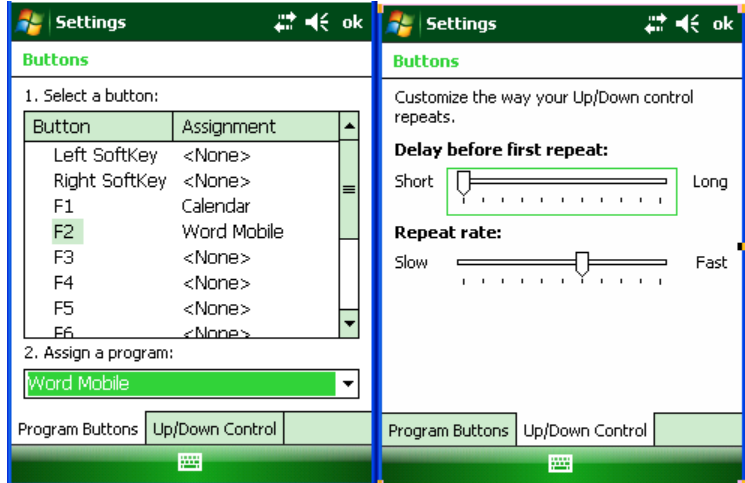 Settings ok
Buttons
1. Select a button:
Button Assignment
Left SoftKey <None>
Right SoftKey <None>
F1 Calendar
F2 Word Mobile
F3 <None>
F4 <None>
F5 <None>
F6 <None>
2. Assign a program:
Word Mobile
Program Buttons Up/Down Control
Settings ok
Buttons
Customize the way your Up/Down control
repeats.
Delay before first repeat:
Short Long
Repeat rate:
Slow Fast
Program Buttons Up/Down Control